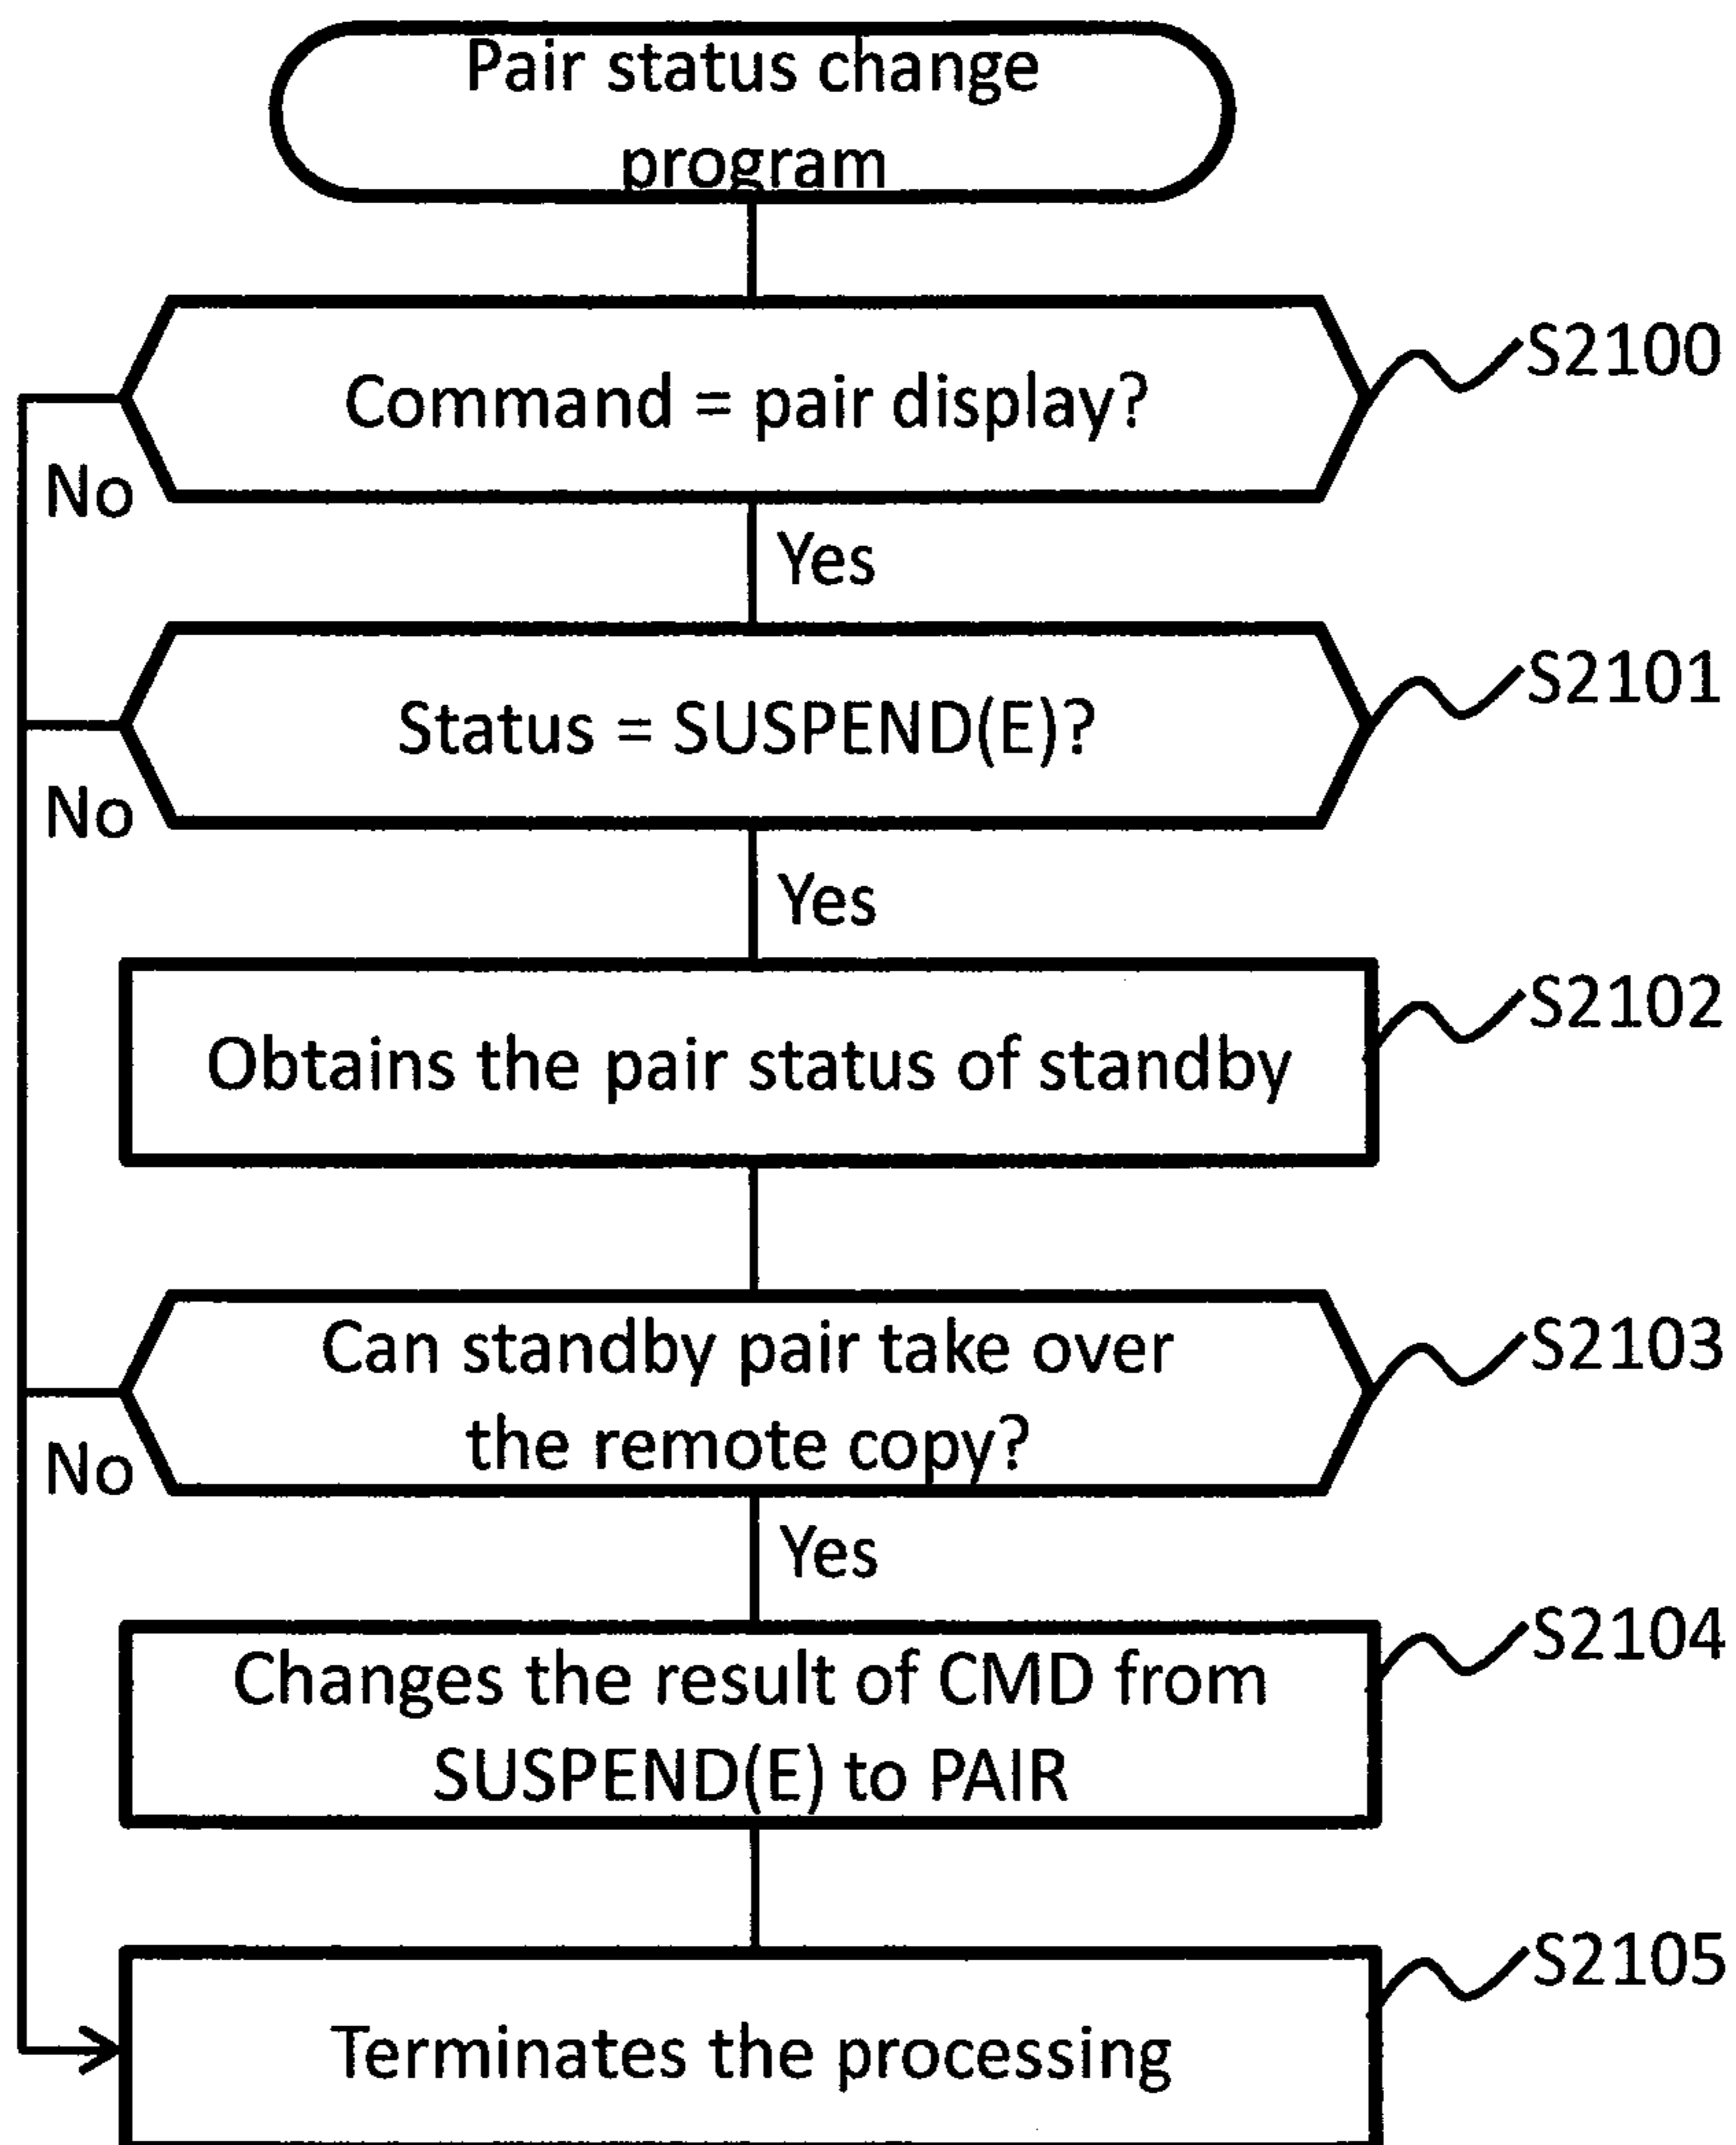 Pair status change
program
Command = pair display?
S2100
No
Yes
Status = SUSPEND(E)?
S2101
No
Yes
Obtains the pair status of standby
S2102
Can standby pair take over
the remote copy?
S2103
No
Yes
Changes the result of CMD from
SUSPEND(E) to PAIR
S2104
Terminates the processing
S2105